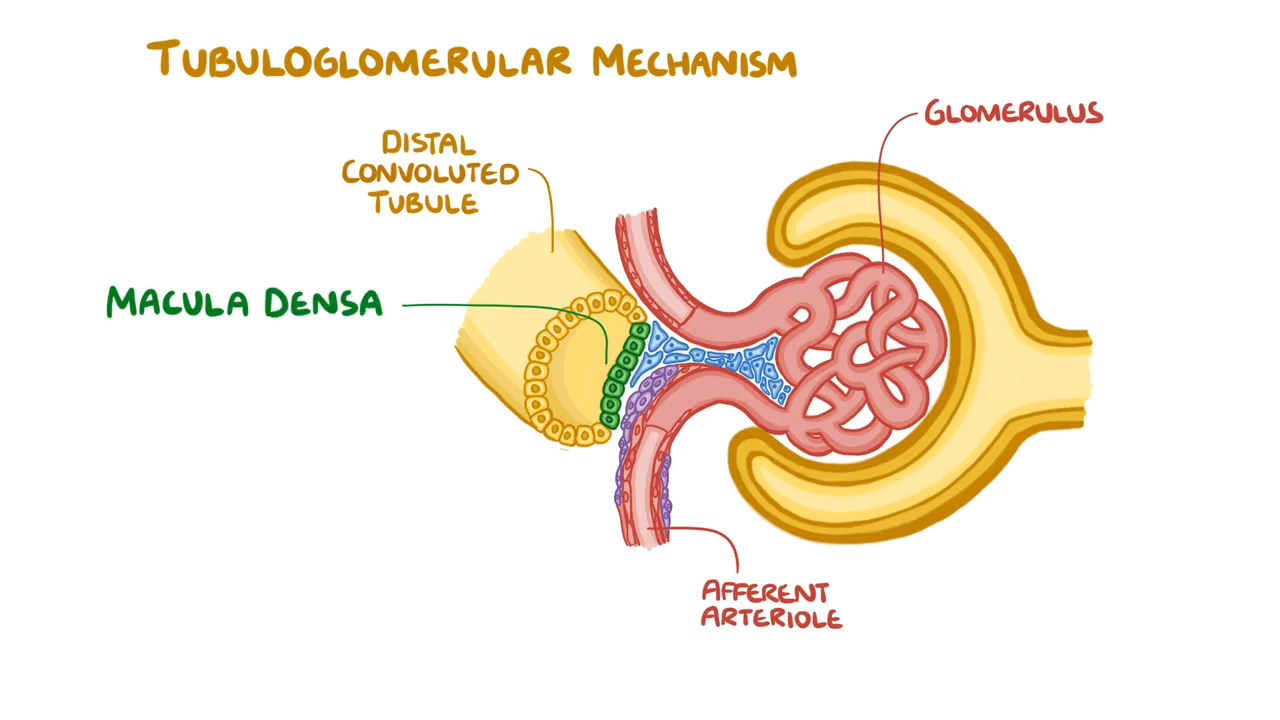 TUBULOGLOMERULAR MECHANISM
GLOMERULUS
DISTAL
CONVOLUTED
TUBULE
MACULA DENSA
AFFERENT
ARTERIOLE